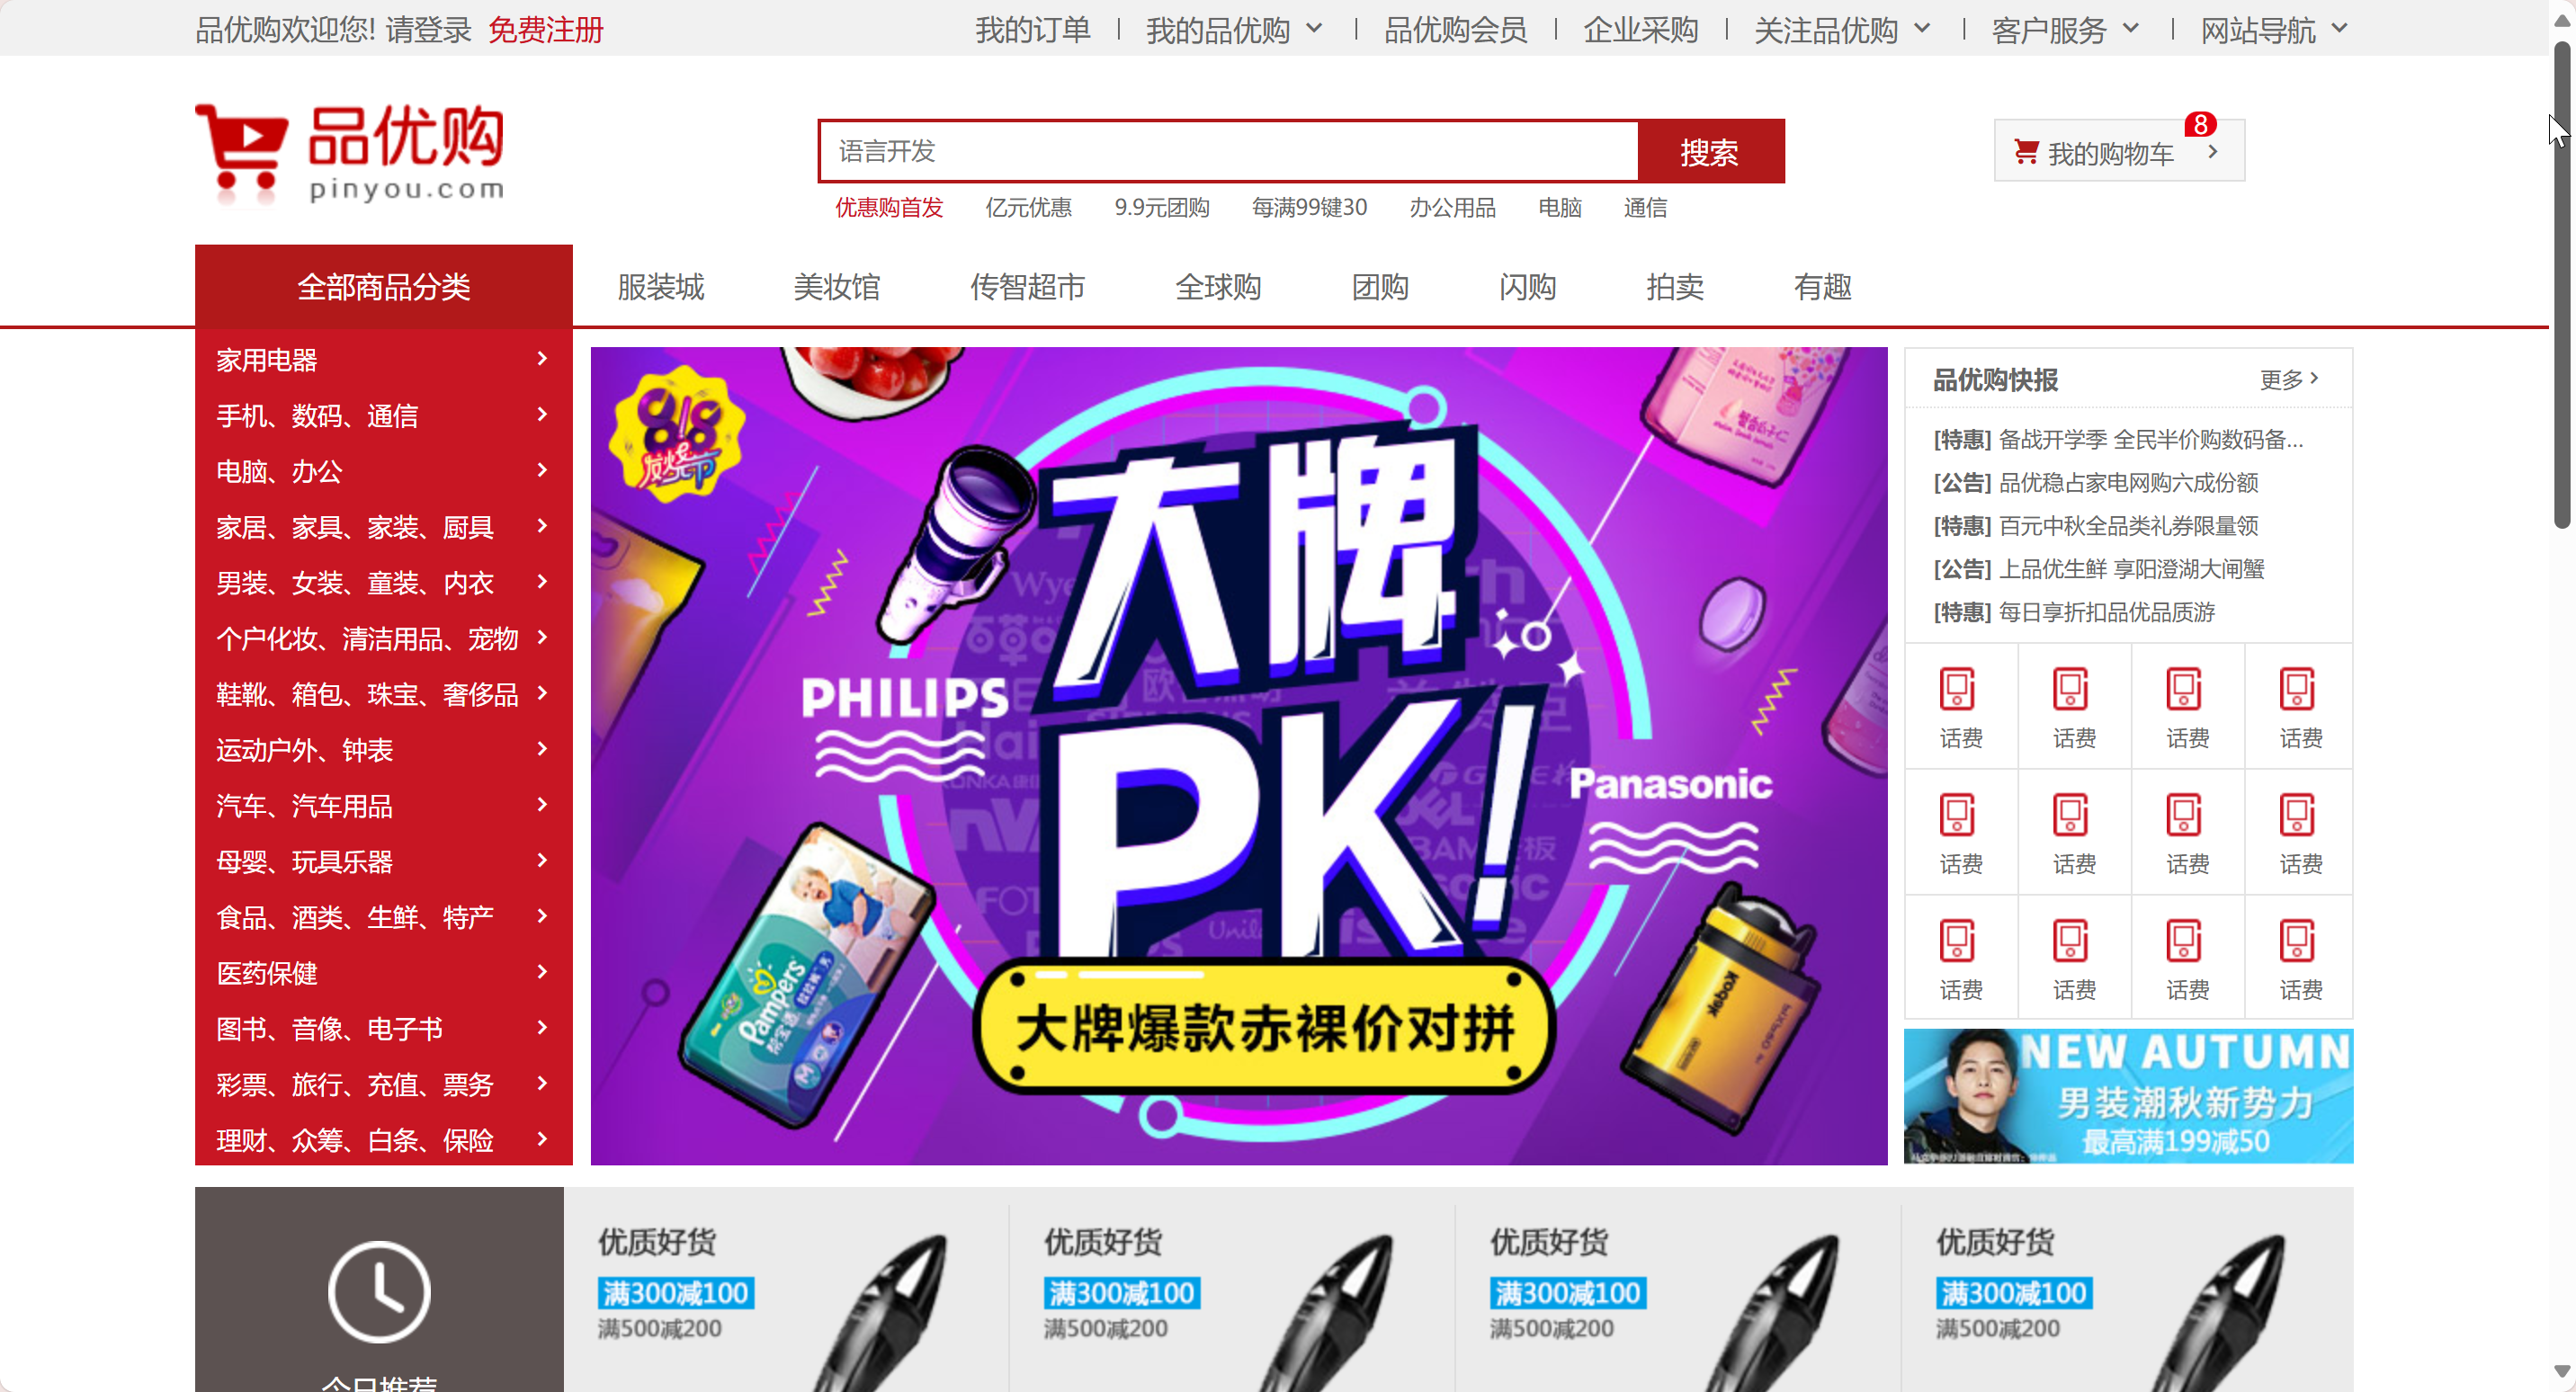 品优购欢迎您! 请登录 免费注册
我的订单 | 我的品优购 | 品优购会员 | 企业采购 | 关注品优购 | 客户服务 | 网站导航
品优购
pinyou.com
语言开发
搜索
8
我的购物车
优惠购首发 亿元优惠 9.9元团购 每满99键30 办公用品 电脑 通信
全部商品分类 服装城 美妆馆 传智超市 全球购 团购 闪购 拍卖 有趣
家用电器
手机、数码、通信
电脑、办公
家居、家具、家装、厨具
男装、女装、童装、内衣
个户化妆、清洁用品、宠物
鞋靴、箱包、珠宝、奢侈品
运动户外、钟表
汽车、汽车用品
母婴、玩具乐器
食品、酒类、生鲜、特产
医药保健
图书、音像、电子书
彩票、旅行、充值、票务
理财、众筹、白条、保险
大牌
PK!
PHILIPS
Panasonic
Pampers
Kodak
大牌爆款赤裸价对拼
品优购快报 更多
[特惠] 备战开学季 全民半价购数码备...
[公告] 品优稳占家电网购六成份额
[特惠] 百元中秋全品类礼券限量领
[公告] 上品优生鲜 享阳澄湖大闸蟹
[特惠] 每日享折扣品优品质游
话费 话费 话费 话费
话费 话费 话费 话费
话费 话费 话费 话费
NEW AUTUMN
男装潮秋新势力
最高满199减50
今日推荐
优质好货
满300减100
满500减200
优质好货
满300减100
满500减200
优质好货
满300减100
满500减200
优质好货
满300减100
满500减200